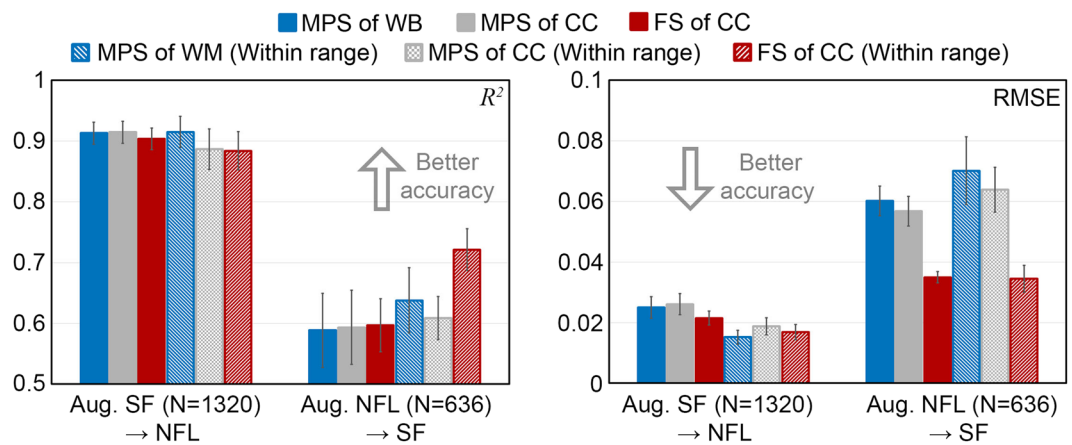 MPS of WB MPS of CC FS of CC
MPS of WM (Within range) MPS of CC (Within range) FS of CC (Within range)
1
0.9
0.8
0.7
0.6
0.5
R²
Better
accuracy
Aug. SF (N=1320)
→ NFL
Aug. NFL (N=636)
→ SF
0.1
0.08
0.06
0.04
0.02
0
RMSE
Better
accuracy
Aug. SF (N=1320)
→ NFL
Aug. NFL (N=636)
→ SF